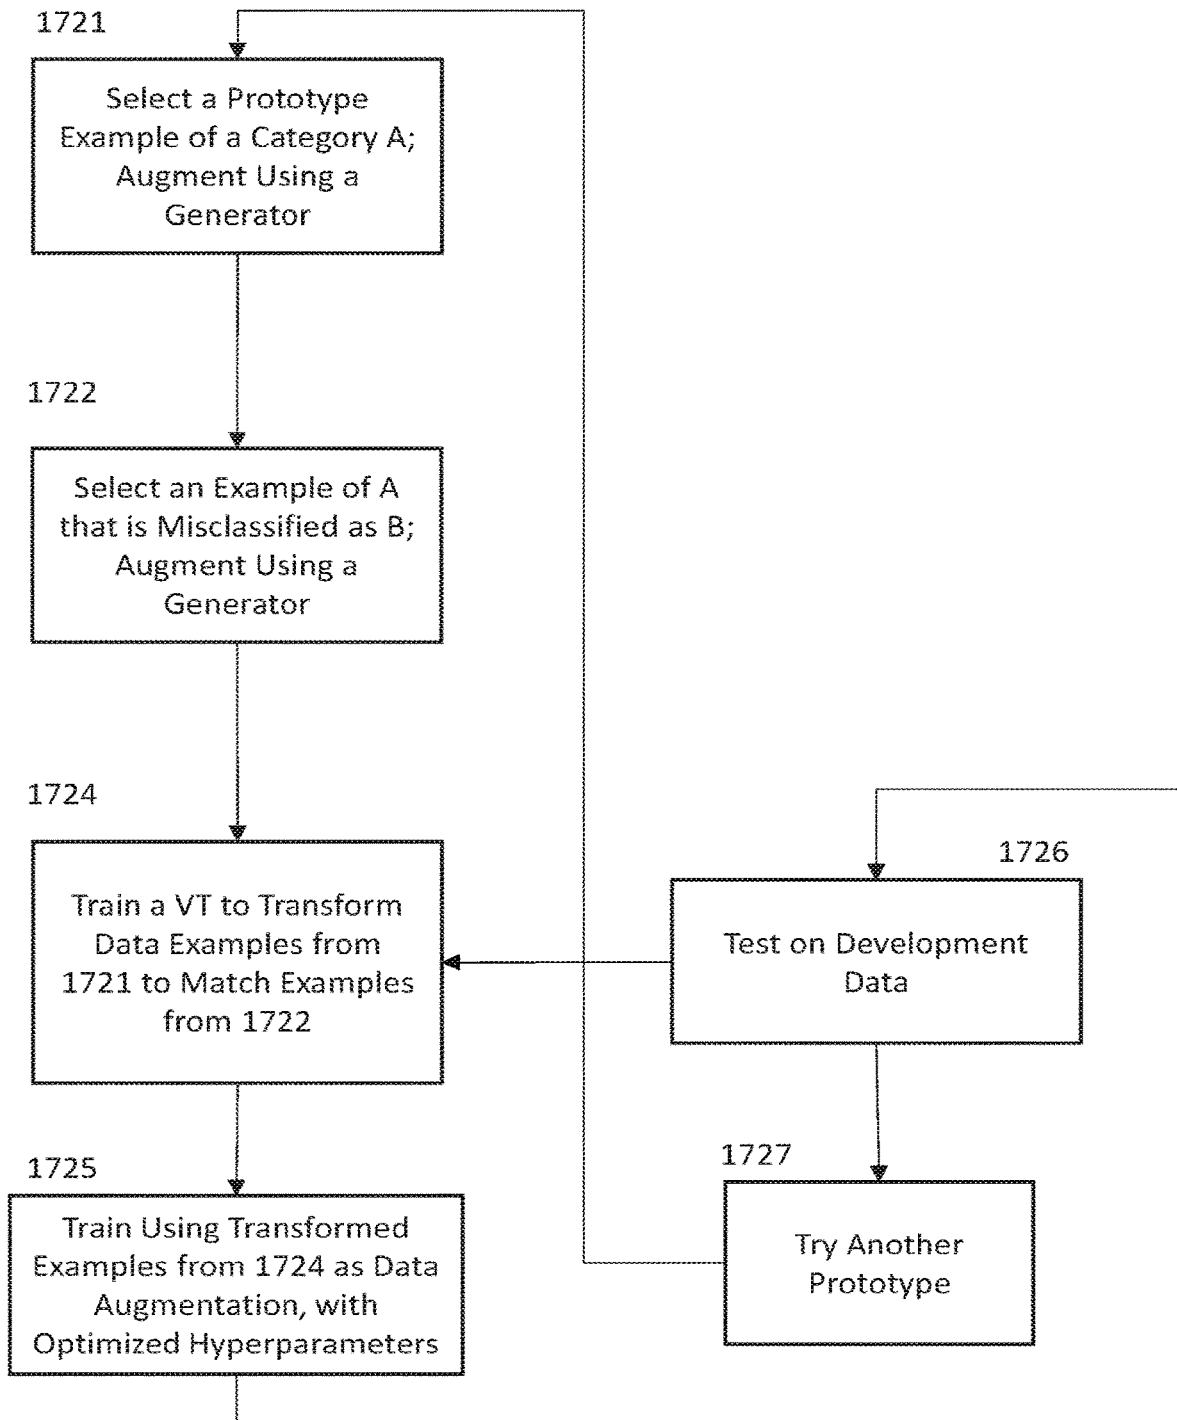 1721
Select a Prototype
Example of a Category A;
Augment Using a
Generator
1722
Select an Example of A
that is Misclassified as B;
Augment Using a
Generator
1724
Train a VT to Transform
Data Examples from
1721 to Match Examples
from 1722
1725
Train Using Transformed
Examples from 1724 as Data
Augmentation, with
Optimized Hyperparameters
1726
Test on Development
Data
1727
Try Another
Prototype